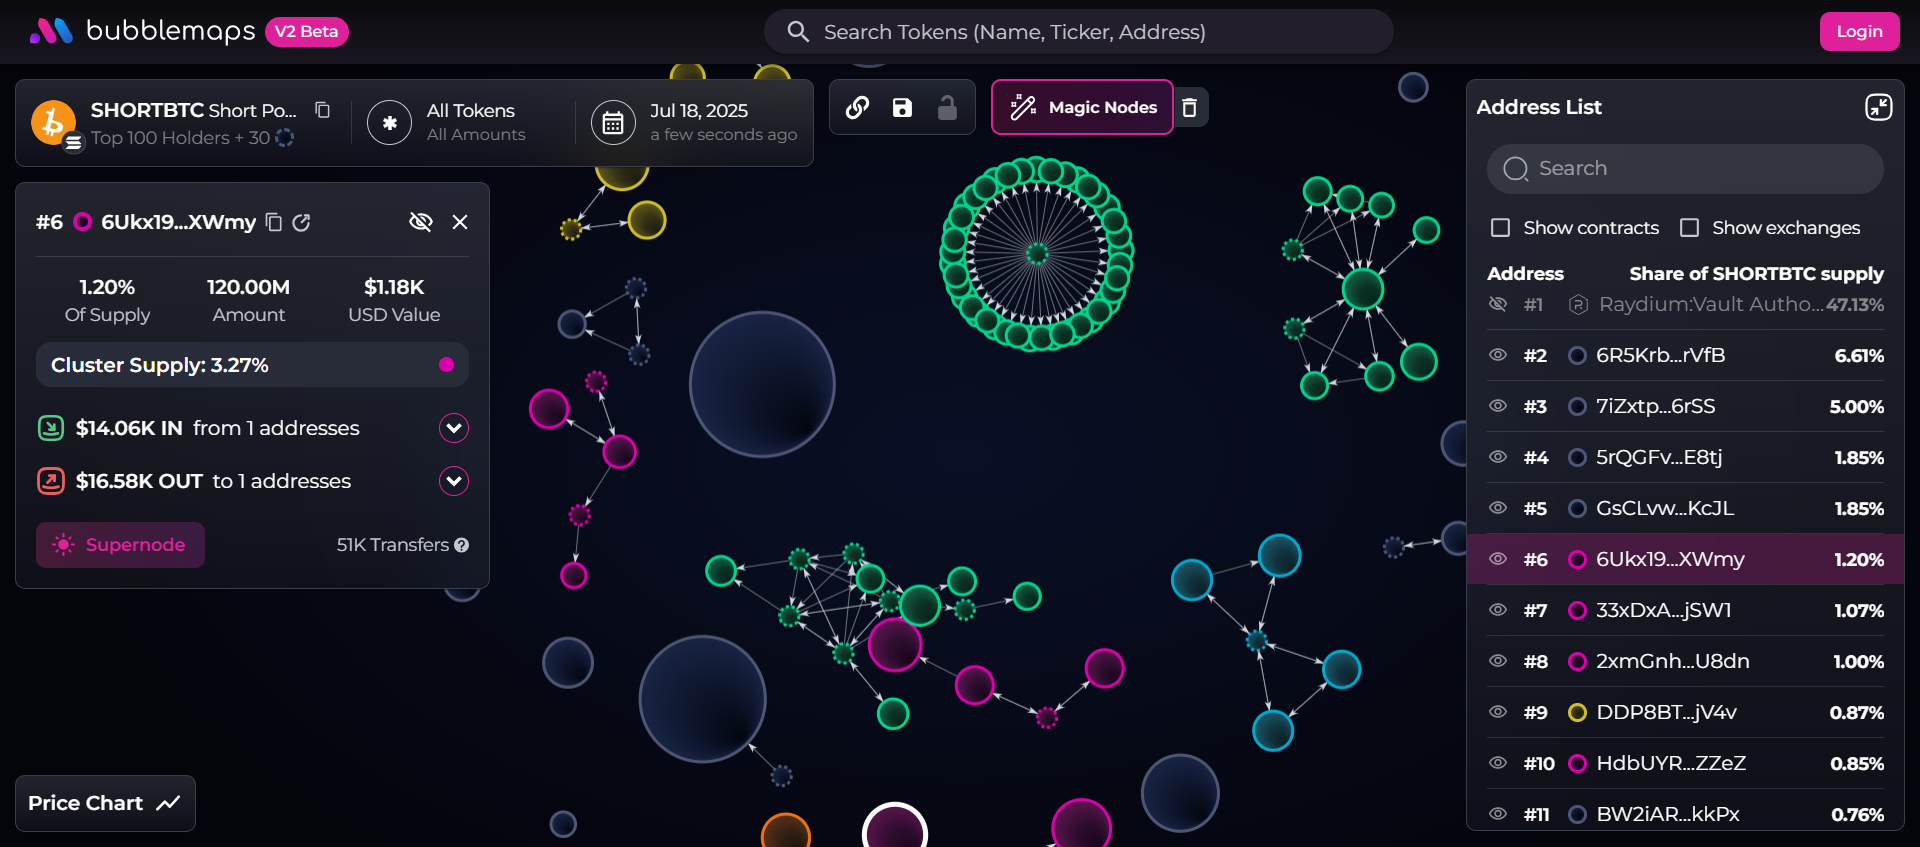 bubblemaps V2 Beta
Search Tokens (Name, Ticker, Address)
Login
SHORTBTC Short Po...
Top 100 Holders + 30
All Tokens
All Amounts
Jul 18, 2025
a few seconds ago
Magic Nodes
#6 6Ukx19...XWmy
1.20% 120.00M $1.18K
Of Supply Amount USD Value
Cluster Supply: 3.27%
$14.06K IN from 1 addresses
$16.58K OUT to 1 addresses
Supernode 51K Transfers ?
Price Chart
Address List
Search
Show contracts Show exchanges
Address Share of SHORTBTC supply
#1 Raydium:Vault Autho... 47.13%
#2 6R5Krb...rVfB 6.61%
#3 7iZxtp...6rSS 5.00%
#4 5rQGFv...E8tj 1.85%
#5 GsCLvw...KcJL 1.85%
#6 6Ukx19...XWmy 1.20%
#7 33xDxA...jSW1 1.07%
#8 2xmGnh...U8dn 1.00%
#9 DDP8BT...jV4v 0.87%
#10 HdbUYR...ZZeZ 0.85%
#11 BW2iAR...kkPx 0.76%